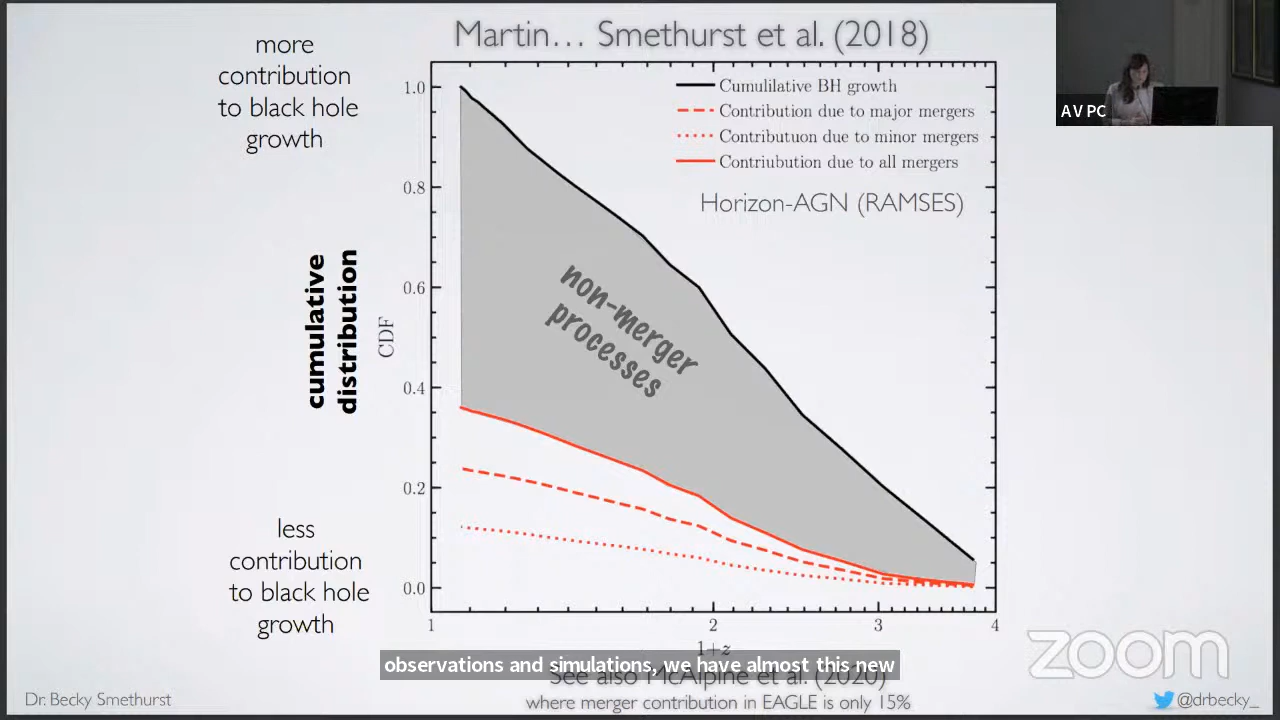 Martin… Smethurst et al. (2018)
more
contribution
to black hole
growth
AV PC
Cumulilative BH growth
Contribution due to major mergers
Contributuon due to minor mergers
Contriubution due to all mergers
Horizon-AGN (RAMSES)
1.0
0.8
0.6
0.4
0.2
0.0
cumulative
distribution
CDF
non-merger
processes
less
contribution
to black hole
growth
1
2
3
4
1+z
observations and simulations, we have almost this new
See also McAlpine et al. (2020)
where merger contribution in EAGLE is only 15%
zoom
Dr. Becky Smethurst
@drbecky_